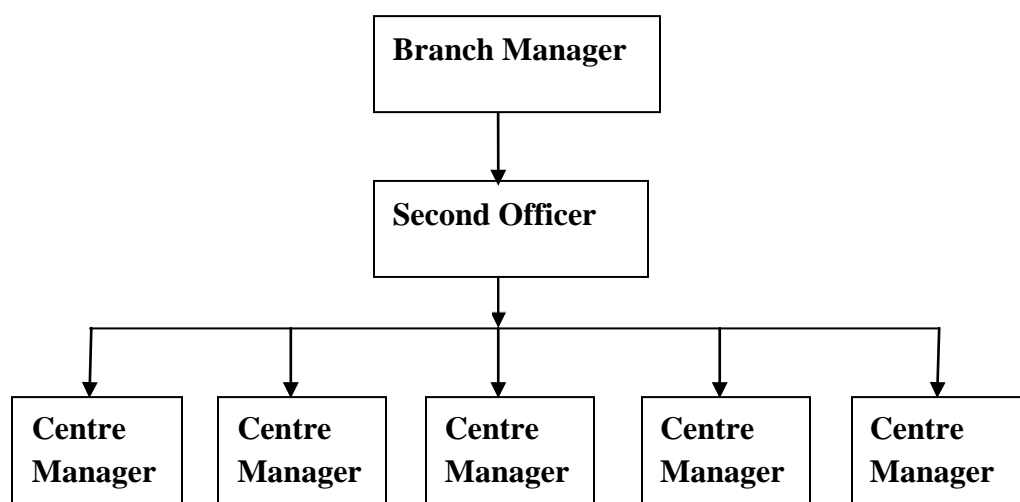 Branch Manager
Second Officer
Centre
Manager
Centre
Manager
Centre
Manager
Centre
Manager
Centre
Manager